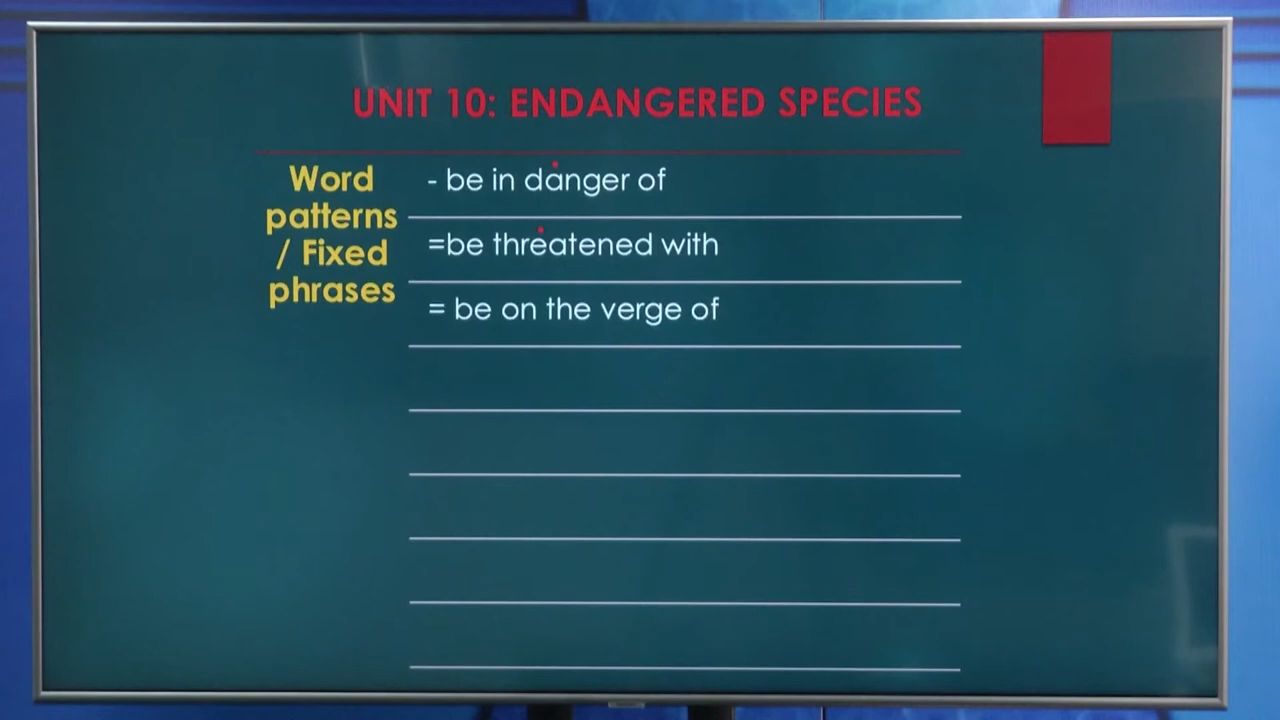 UNIT 10: ENDANGERED SPECIES
Word
patterns
/ Fixed
phrases
- be in danger of
=be threatened with
= be on the verge of